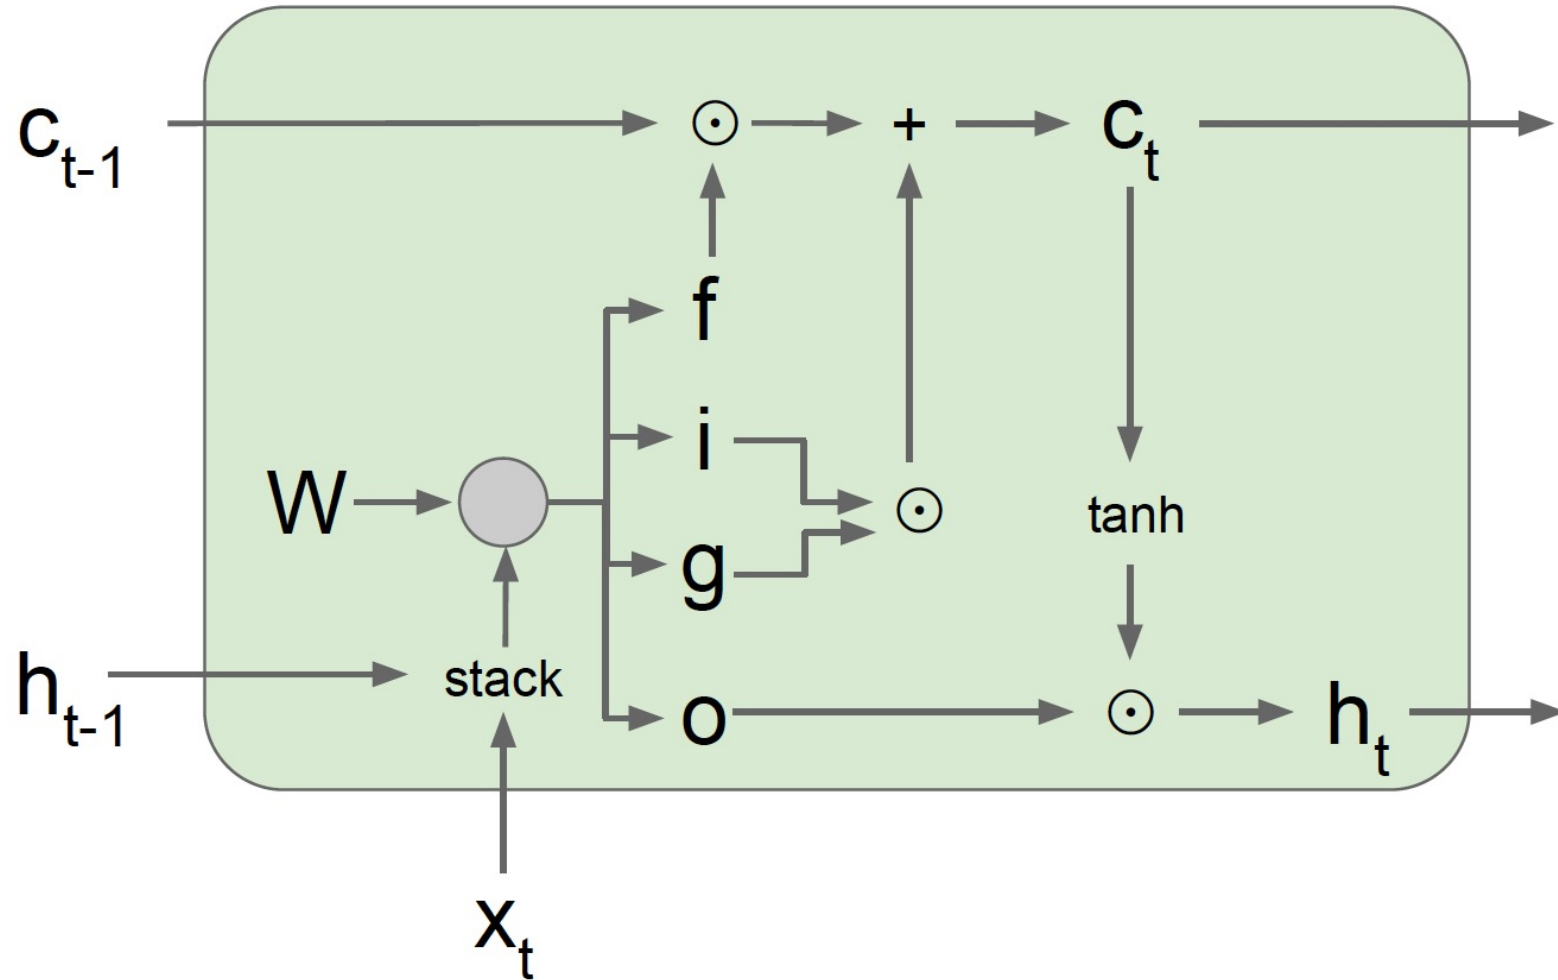 c_{t-1} ⊙ + c_t
f
i
W ⊙ tanh
g
h_{t-1} stack o ⊙ h_t
x_t